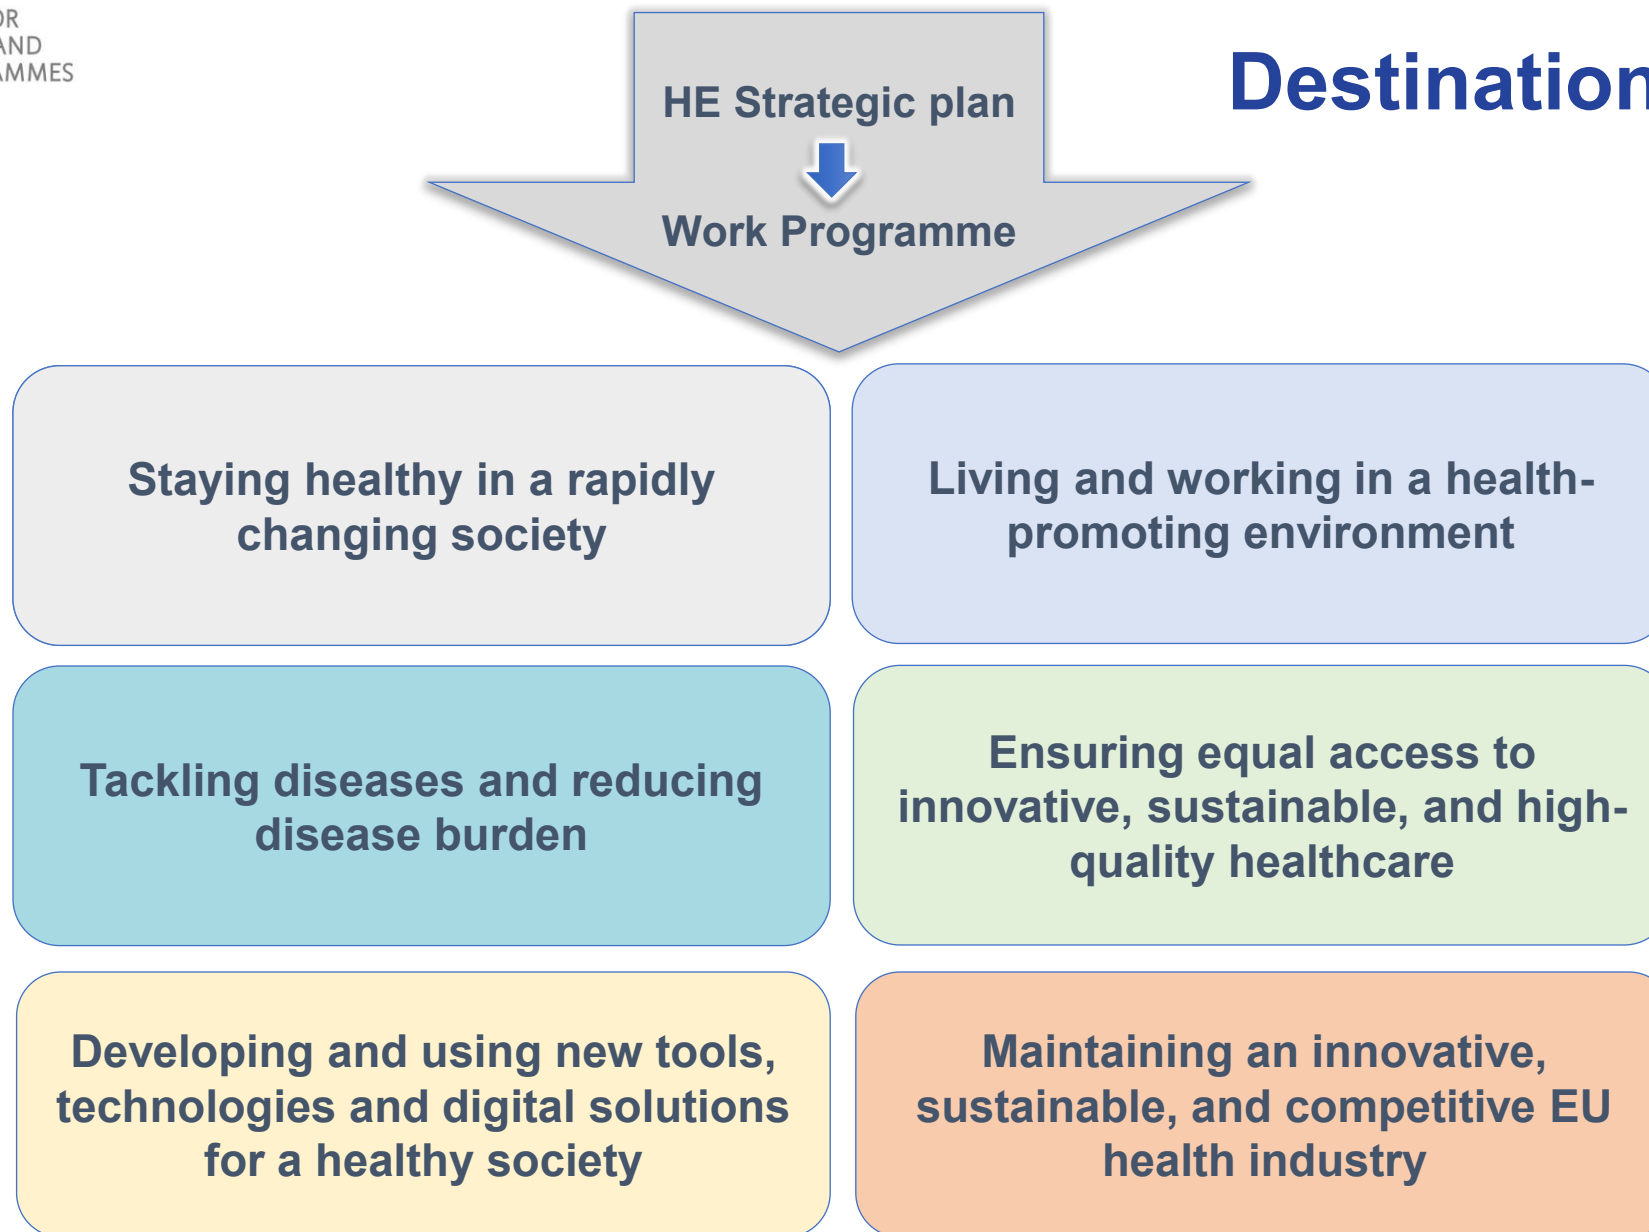 AND
HE Strategic plan
Work Programme
Destination
Staying healthy in a rapidly
changing society
Living and working in a health-
promoting environment
Tackling diseases and reducing
disease burden
Ensuring equal access to
innovative, sustainable, and high-
quality healthcare
Developing and using new tools,
technologies and digital solutions
for a healthy society
Maintaining an innovative,
sustainable, and competitive EU
health industry